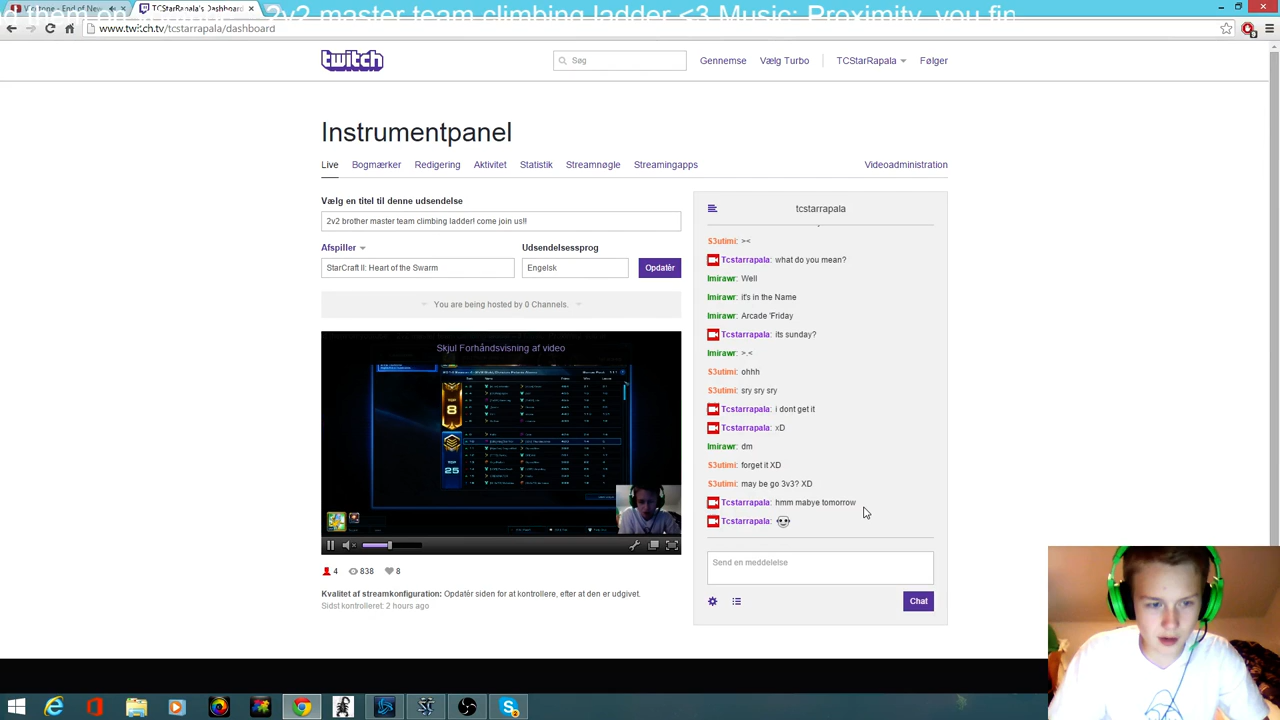 TCStarRapala's Dashboard
2v2 master team climbing ladder <3 Music: Proximity, you fin
www.twitch.tv/tcstarrapala/dashboard
twitch
Søg
Gennemse
Vælg Turbo
TCStarRapala
Følger
Instrumentpanel
Live
Bogmærker
Redigering
Aktivitet
Statistik
Streamnøgle
Streamingapps
Videoadministration
Vælg en titel til denne udsendelse
2v2 brother master team climbing ladder! come join us!!
Afspiller
Udsendelsessprog
StarCraft II: Heart of the Swarm
Engelsk
Opdatér
You are being hosted by 0 Channels.
Skjul Forhåndsvisning af video
TOP
8
TOP
25
4
838
8
Kvalitet af streamkonfiguration: Opdatér siden for at kontrollere, efter at den er udgivet.
Sidst kontrolleret: 2 hours ago
tcstarrapala
S3utimi: ><
Tcstarrapala: what do you mean?
Imirawr: Well
Imirawr: it's in the Name
Imirawr: Arcade 'Friday
Tcstarrapala: its sunday?
Imirawr: >.<
S3utimi: ohhh
S3utimi: sry sry sry
Tcstarrapala: i dont get it
Tcstarrapala: xD
Imirawr: dm
S3utimi: forget it XD
S3utimi: may be go 3v3? XD
Tcstarrapala: hmm mabye tomorrow
Tcstarrapala:
Send en meddelelse
Chat